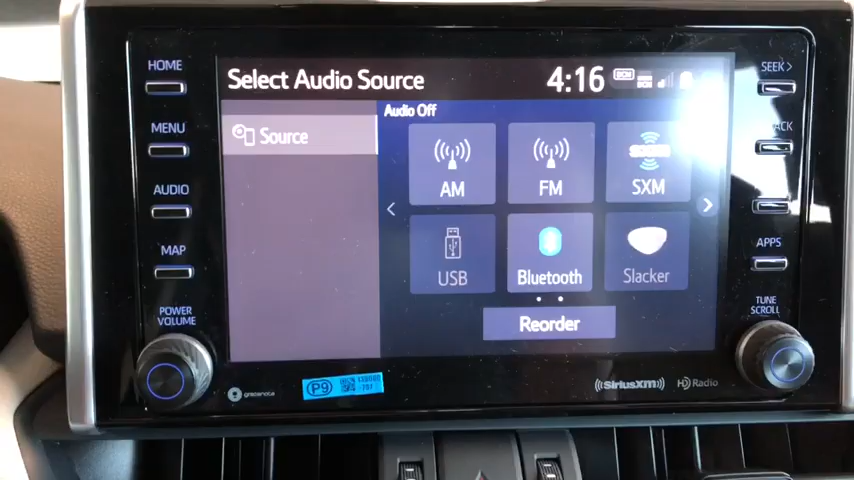 HOME
MENU
AUDIO
MAP
POWER
VOLUME
Select Audio Source
4:16
Source
Audio Off
AM
FM
SXM
USB
Bluetooth
Slacker
Reorder
SEEK>
APPS
TUNE
SCROLL
gracenote
P9
((SiriusXM))
HD Radio